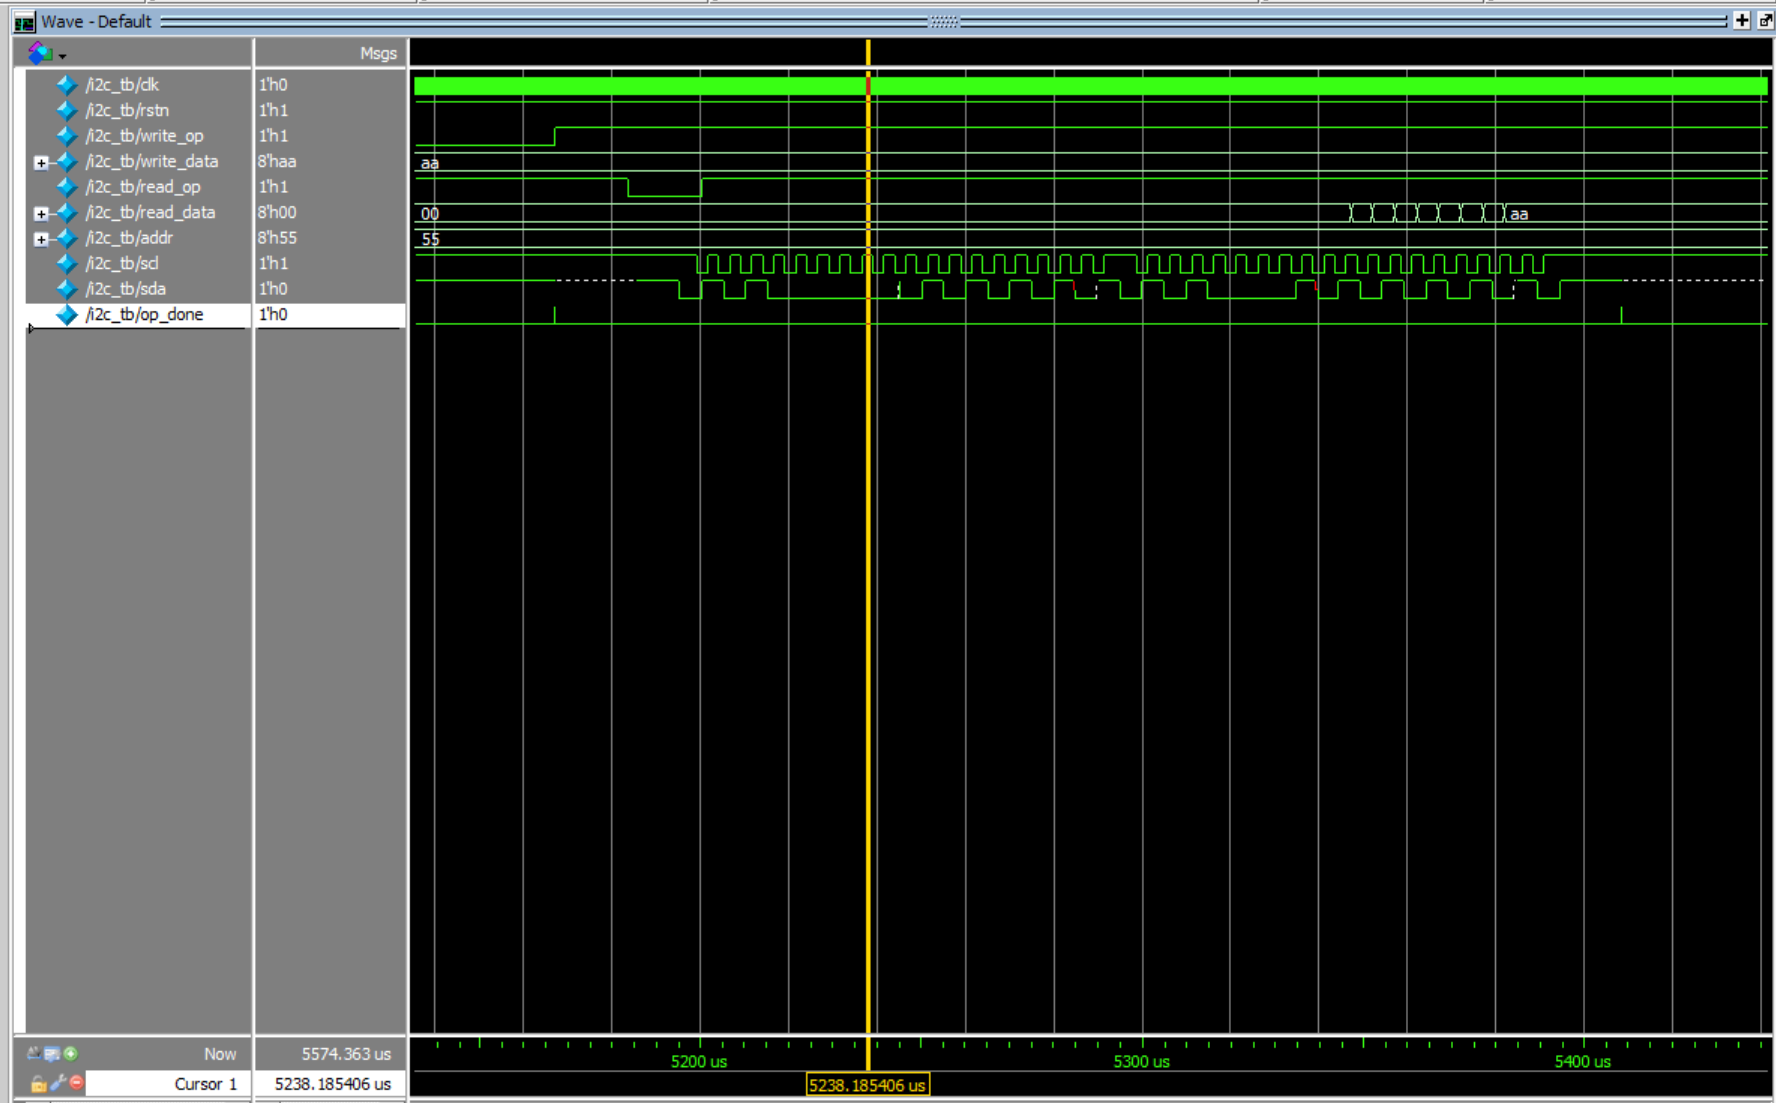 Wave - Default
Msgs
/i2c_tb/clk 1'h0
/i2c_tb/rstn 1'h1
/i2c_tb/write_op 1'h1
/i2c_tb/write_data 8'haa aa
/i2c_tb/read_op 1'h1
/i2c_tb/read_data 8'h00 00 aa
/i2c_tb/addr 8'h55 55
/i2c_tb/scl 1'h1
/i2c_tb/sda 1'h0
/i2c_tb/op_done 1'h0
Now 5574.363 us 5200 us 5300 us 5400 us
Cursor 1 5238.185406 us 5238.185406 us